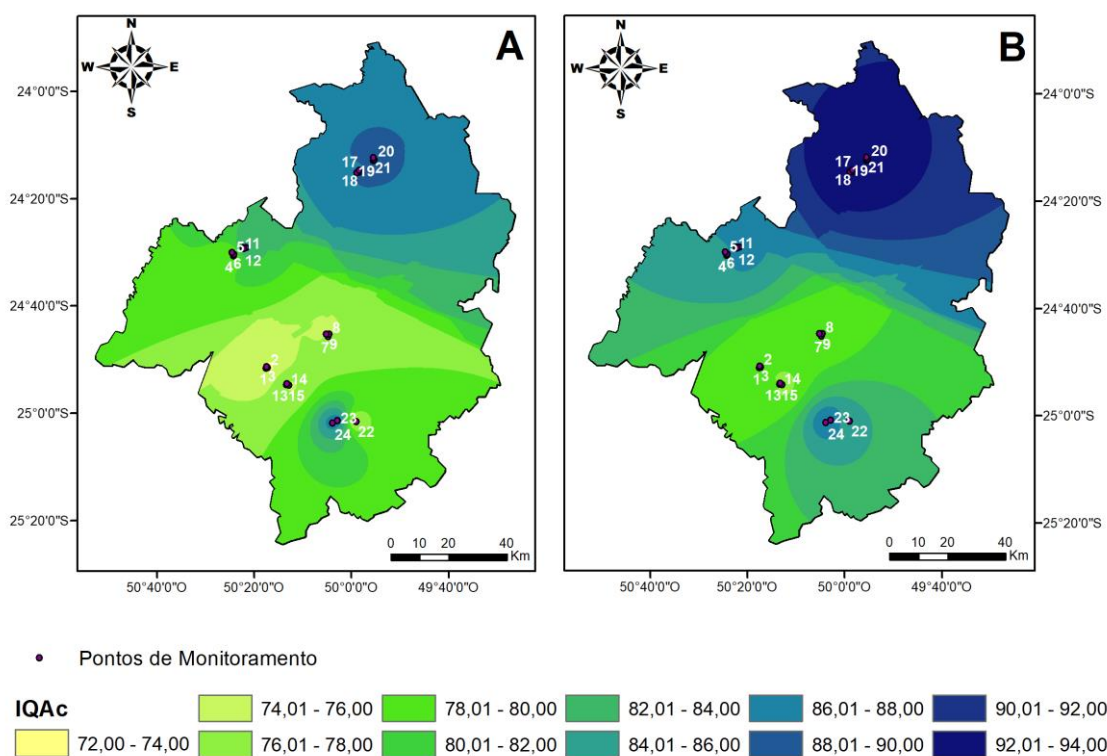 A
N
W E
S
24°0'0"S
24°20'0"S
24°40'0"S
25°0'0"S
25°20'0"S
20
17
19 21
18
5 11
4 6 12
8
7 9
2
1 3
14
13 15
23
24 22
0 10 20 40
Km
50°40'0"O 50°20'0"O 50°0'0"O 49°40'0"O
B
N
W E
S
20
17
19 21
18
5 11
4 6 12
8
7 9
2
1 3
14
13 15
23
24 22
24°0'0"S
24°20'0"S
24°40'0"S
25°0'0"S
25°20'0"S
0 10 20 40
Km
50°40'0"O 50°20'0"O 50°0'0"O 49°40'0"O
Pontos de Monitoramento
IQAc
74,01 - 76,00 78,01 - 80,00 82,01 - 84,00 86,01 - 88,00 90,01 - 92,00
72,00 - 74,00 76,01 - 78,00 80,01 - 82,00 84,01 - 86,00 88,01 - 90,00 92,01 - 94,00